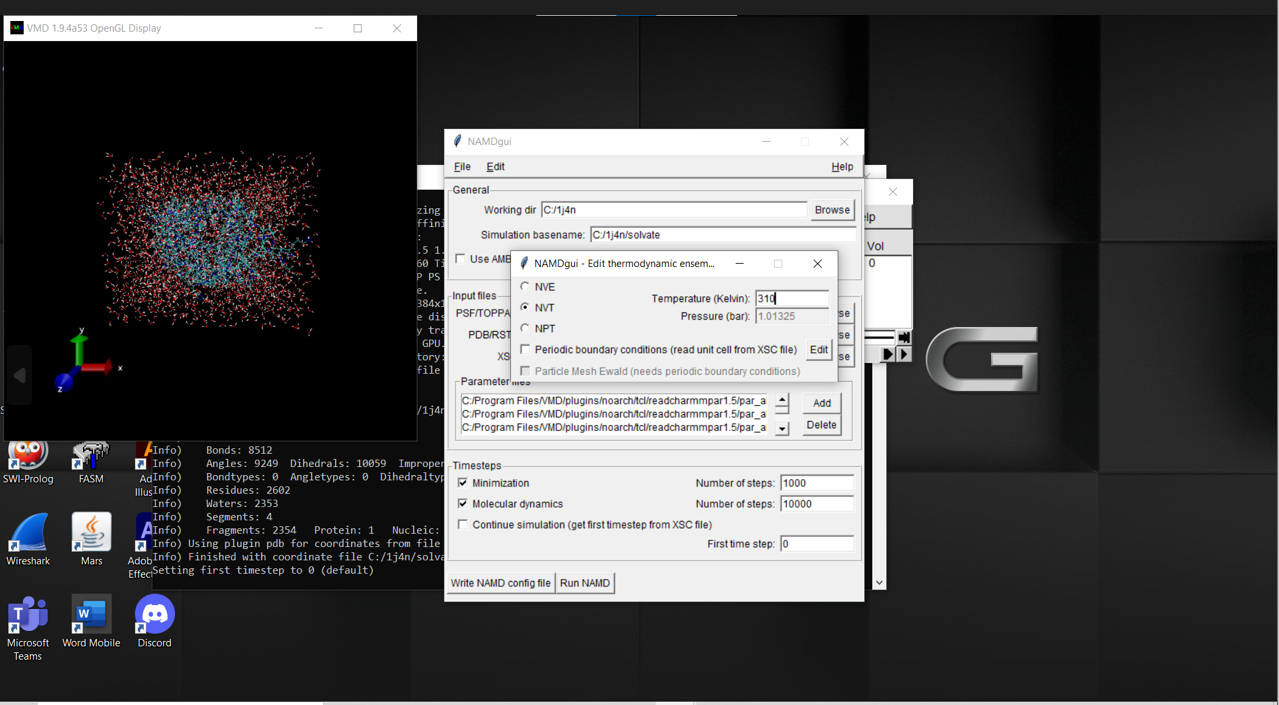 VMD 1.9.4a53 OpenGL Display
y
x
z
NAMDgui
File Edit Help
General
Working dir C:/1j4n Browse
Simulation basename: C:/1j4n/solvate
Use AMB
NAMDgui - Edit thermodynamic ensem...
NVE
NVT
NPT
Temperature (Kelvin): 310
Pressure (bar): 1.01325
Periodic boundary conditions (read unit cell from XSC file) Edit
Particle Mesh Ewald (needs periodic boundary conditions)
Input files
PSF/TOPPA
PDB/RST
XS
se
se
se
Parameter files
C:/Program Files/VMD/plugins/noarch/tcl/readcharmmpar1.5/par_a
C:/Program Files/VMD/plugins/noarch/tcl/readcharmmpar1.5/par_a
C:/Program Files/VMD/plugins/noarch/tcl/readcharmmpar1.5/par_a
Add
Delete
Timesteps
Minimization Number of steps: 1000
Molecular dynamics Number of steps: 10000
Continue simulation (get first timestep from XSC file)
First time step: 0
Write NAMD config file Run NAMD
elp
Vol
0
zing
affini
:
.5 1.
60 Ti
P PS
e.
384x1
e dis
y tra
GPU.
tory:
file
/1j4n
Info) Bonds: 8512
Info) Angles: 9249 Dihedrals: 10059 Improper
Info) Bondtypes: 0 Angletypes: 0 Dihedraltyp
Info) Residues: 2602
Info) Waters: 2353
Info) Segments: 4
Info) Fragments: 2354 Protein: 1 Nucleic:
Info) Using plugin pdb for coordinates from file
Info) Finished with coordinate file C:/1j4n/solva
Setting first timestep to 0 (default)
SWI-Prolog
FASM
Ad
Illus
Wireshark
Mars
Adob
Effect
Microsoft
Teams
Word Mobile
Discord
G